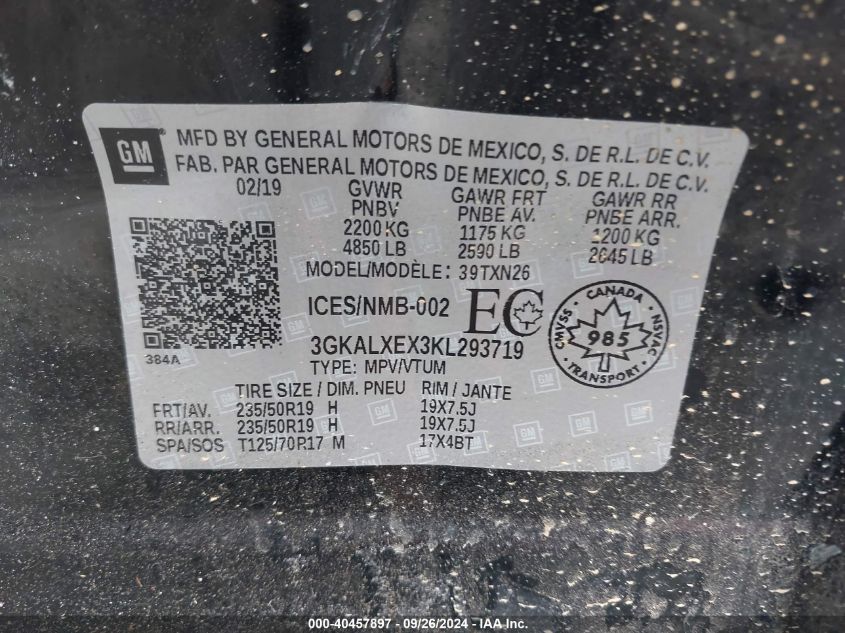 GM MFD BY GENERAL MOTORS DE MEXICO, S. DE R.L. DE C.V.
FAB. PAR GENERAL MOTORS DE MEXICO, S. DE R.L. DE C.V.
02/19 GVWR GAWR FRT GAWR RR
PNBV PNBE AV. PNBE ARR.
2200 KG 1175 KG 1200 KG
4850 LB 2590 LB 2645 LB
MODEL/MODÈLE: 39TXN26
ICES/NMB-002 EC
CANADA
CMVSS 985 NSVAC
TRANSPORT
384A
3GKALXEX3KL293719
TYPE: MPV/VTUM
TIRE SIZE / DIM. PNEU RIM / JANTE
FRT/AV. 235/50R19 H 19X7.5J
RR/ARR. 235/50R19 H 19X7.5J
SPA/SOS T125/70R17 M 17X4BT
000-40457897 - 09/26/2024 - IAA Inc.